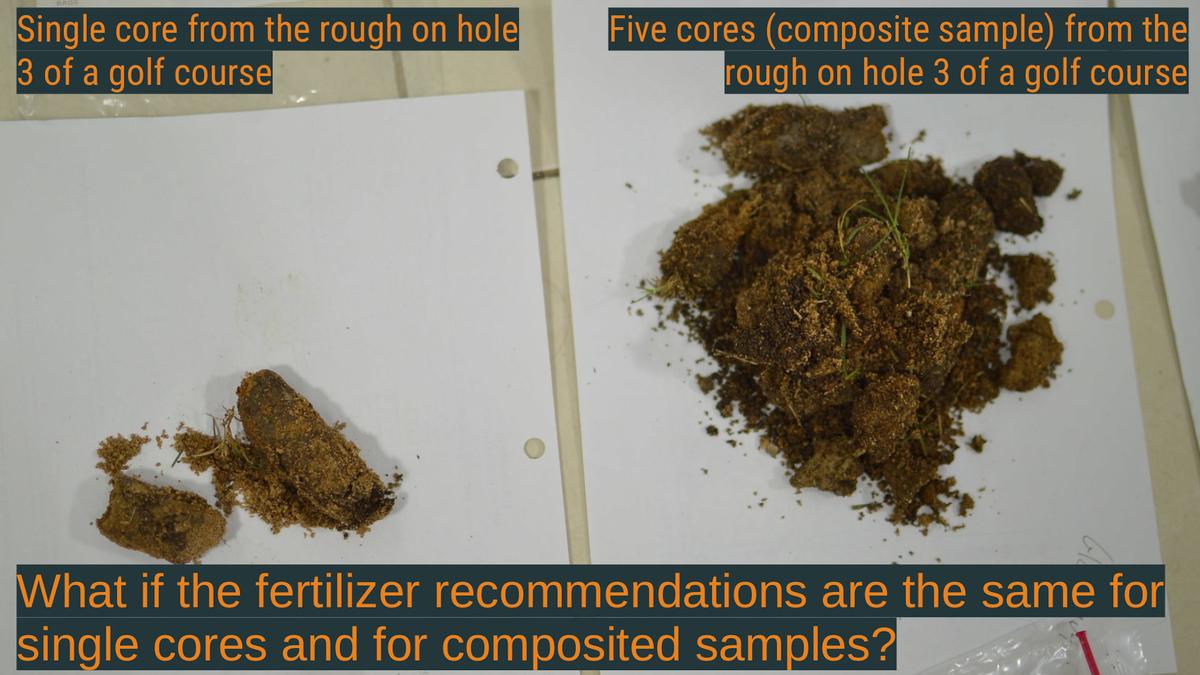 Single core from the rough on hole
3 of a golf course
Five cores (composite sample) from the
rough on hole 3 of a golf course
What if the fertilizer recommendations are the same for
single cores and for composited samples?